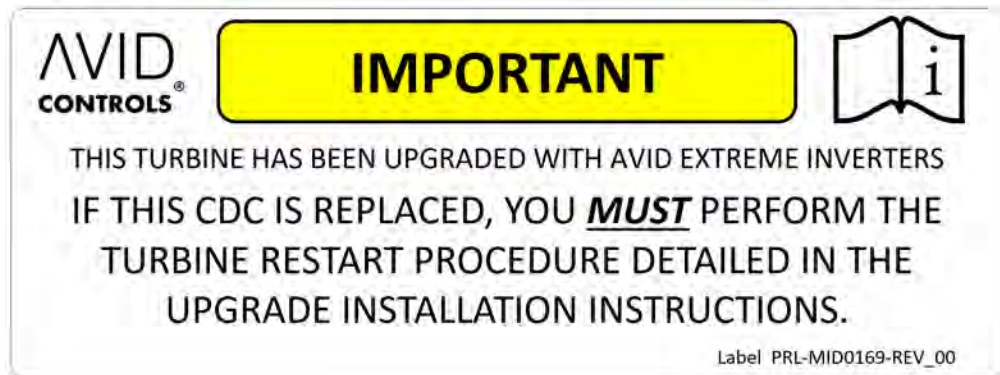 AVID
CONTROLS®
IMPORTANT
i
THIS TURBINE HAS BEEN UPGRADED WITH AVID EXTREME INVERTERS
IF THIS CDC IS REPLACED, YOU MUST PERFORM THE
TURBINE RESTART PROCEDURE DETAILED IN THE
UPGRADE INSTALLATION INSTRUCTIONS.
Label PRL-MID0169-REV_00